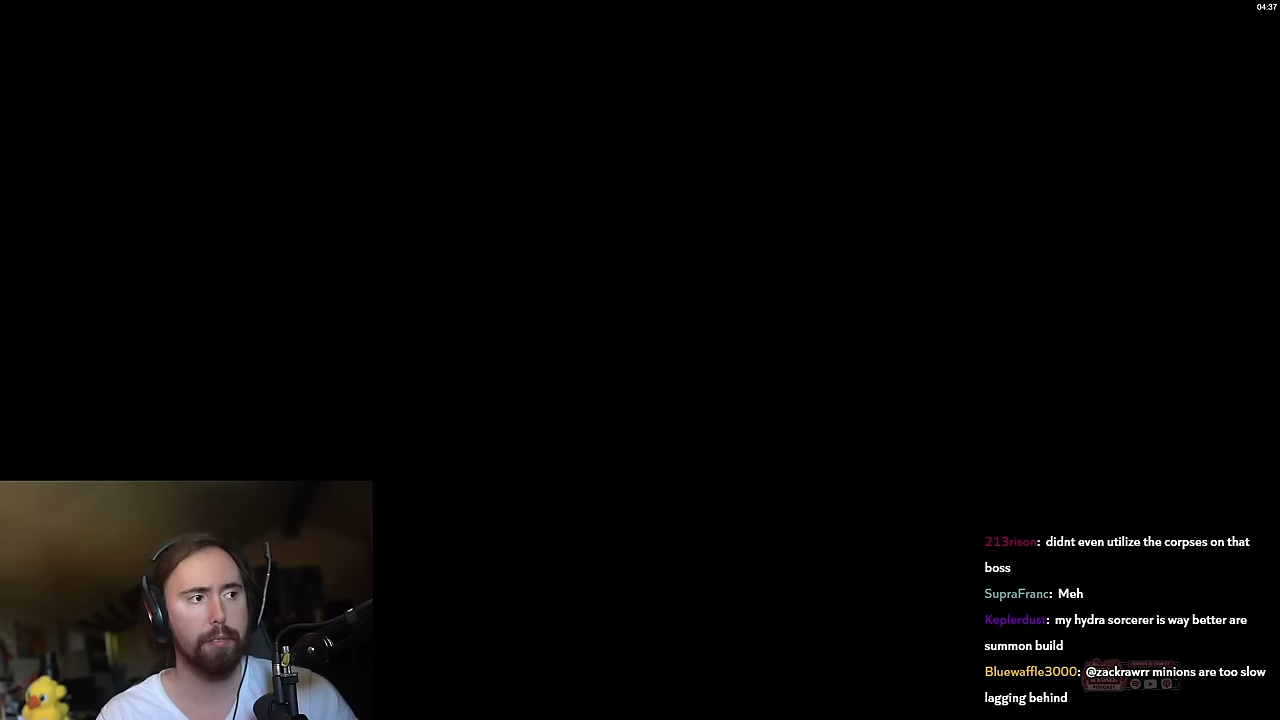 04:37
213rison: didnt even utilize the corpses on that
boss
SupraFranc: Meh
Keplerdust: my hydra sorcerer is way better are
summon build
Bluewaffle3000: @zackrawrr minions are too slow
lagging behind
PODCAST